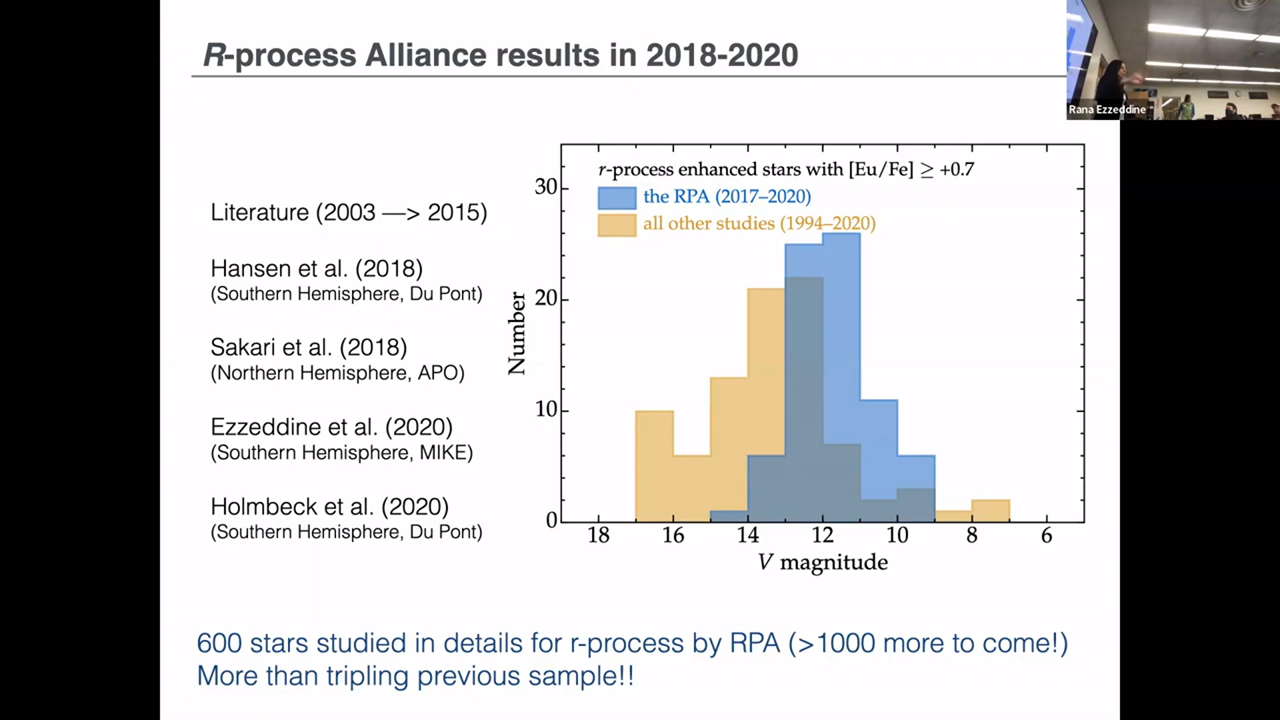 R-process Alliance results in 2018-2020
Rana Ezzeddine
Literature (2003 —> 2015)
Hansen et al. (2018)
(Southern Hemisphere, Du Pont)
Sakari et al. (2018)
(Northern Hemisphere, APO)
Ezzeddine et al. (2020)
(Southern Hemisphere, MIKE)
Holmbeck et al. (2020)
(Southern Hemisphere, Du Pont)
r-process enhanced stars with [Eu/Fe] ≥ +0.7
the RPA (2017–2020)
all other studies (1994–2020)
Number
30
20
10
0
18 16 14 12 10 8 6
V magnitude
600 stars studied in details for r-process by RPA (>1000 more to come!)
More than tripling previous sample!!